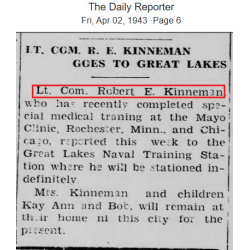 The Daily Reporter
Fri, Apr 02, 1943 ·Page 6
LT. COM. R. E. KINNEMAN
GOES TO GREAT LAKES
Lt. Com. Robert E. Kinneman,
who has recently completed spe-
cial medical traning at the Mayo
Clinic, Rochester, Minn., and Chi-
cago, reported this week to the
Great Lakes Naval Training Sta-
tion where he will be stationed in-
definitely.
Mrs. Kinneman and children
Kay Ann and Bob, will remain at
their home ni this city for the
present.